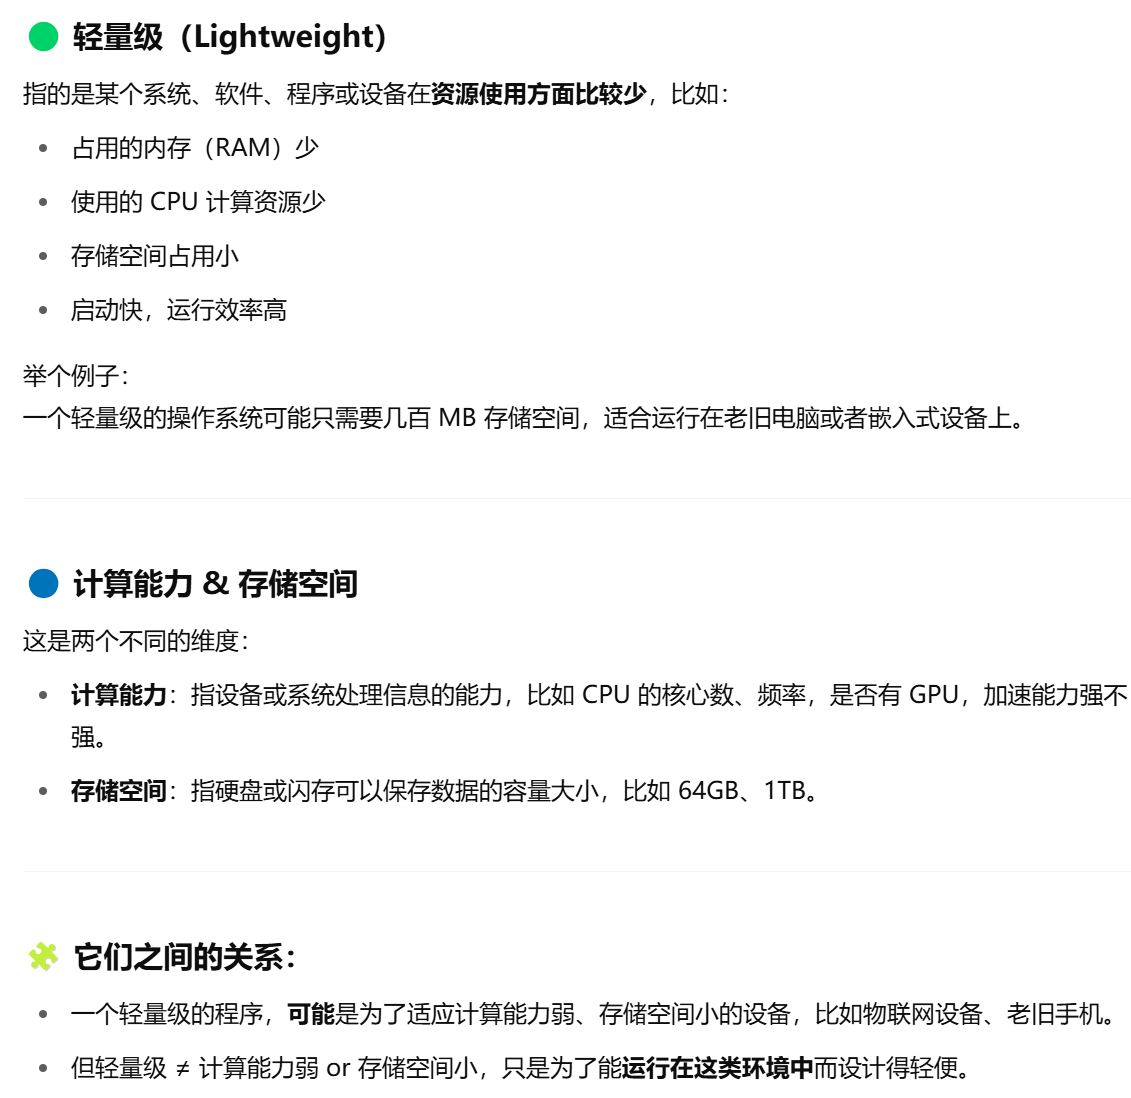 轻量级（Lightweight）
指的是某个系统、软件、程序或设备在资源使用方面比较少，比如：
• 占用的内存（RAM）少
• 使用的 CPU 计算资源少
• 存储空间占用小
• 启动快，运行效率高
举个例子：
一个轻量级的操作系统可能只需要几百 MB 存储空间，适合运行在老旧电脑或者嵌入式设备上。
计算能力 & 存储空间
这是两个不同的维度：
• 计算能力：指设备或系统处理信息的能力，比如 CPU 的核心数、频率，是否有 GPU，加速能力强不
强。
• 存储空间：指硬盘或闪存可以保存数据的容量大小，比如 64GB、1TB。
它们之间的关系：
• 一个轻量级的程序，可能是为了适应计算能力弱、存储空间小的设备，比如物联网设备、老旧手机。
• 但轻量级 ≠ 计算能力弱 or 存储空间小，只是为了能运行在这类环境中而设计得轻便。